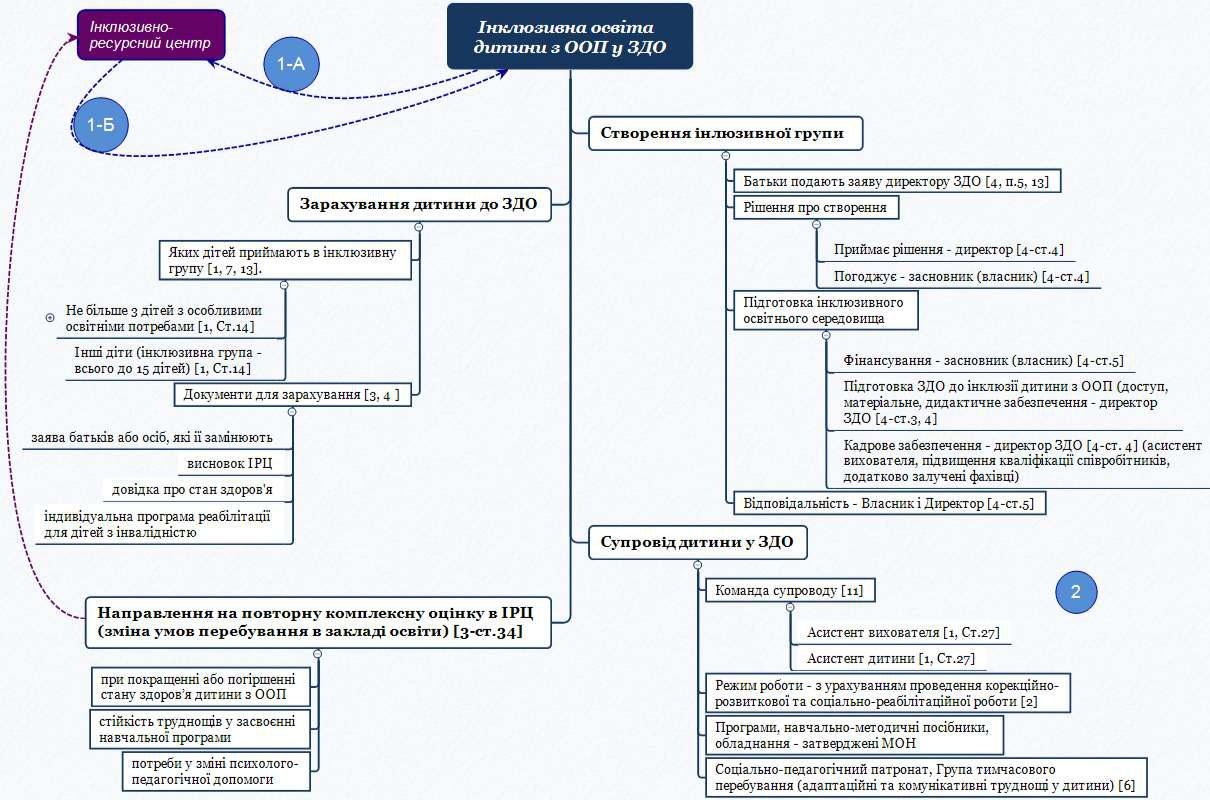 Інклюзивно-
ресурсний центр
Інклюзивна освіта
дитини з ООП у ЗДО
1-А
1-Б
Створення інлюзивної групи
Батьки подають заяву директору ЗДО [4, п.5, 13]
Рішення про створення
Приймає рішення - директор [4-ст.4]
Погоджує - засновник (власник) [4-ст.4]
Підготовка інклюзивного
освітнього середовища
Фінансування - засновник (власник) [4-ст.5]
Підготовка ЗДО до інклюзії дитини з ООП (доступ,
матеріальне, дидактичне забезпечення - директор
ЗДО [4-ст.3, 4]
Кадрове забезпечення - директор ЗДО [4-ст. 4] (асистент
вихователя, підвищення кваліфікації співробітників,
додатково залучені фахівці)
Відповідальність - Власник і Директор [4-ст.5]
Зарахування дитини до ЗДО
Яких дітей приймають в інклюзивну
групу [1, 7, 13].
Не більше 3 дітей з особливими
освітніми потребами [1, Ст.14]
Інші діти (інклюзивна група -
всього до 15 дітей) [1, Ст.14]
Документи для зарахування [3, 4 ]
заява батьків або осіб, які її замінюють
висновок ІРЦ
довідка про стан здоров'я
індивідуальна програма реабілітації
для дітей з інвалідністю
Супровід дитини у ЗДО
2
Команда супроводу [11]
Асистент вихователя [1, Ст.27]
Асистент дитини [1, Ст.27]
Режим роботи - з урахуванням проведення корекційно-
розвиткової та соціально-реабілітаційної роботи [2]
Програми, навчально-методичні посібники,
обладнання - затверджені МОН
Соціально-педагогічний патронат, Група тимчасового
перебування (адаптаційні та комунікативні труднощі у дитини) [6]
Направлення на повторну комплексну оцінку в ІРЦ
(зміна умов перебування в закладі освіти) [3-ст.34]
при покращенні або погіршенні
стану здоров'я дитини з ООП
стійкість труднощів у засвоєнні
навчальної програми
потреби у зміні психолого-
педагогічної допомоги